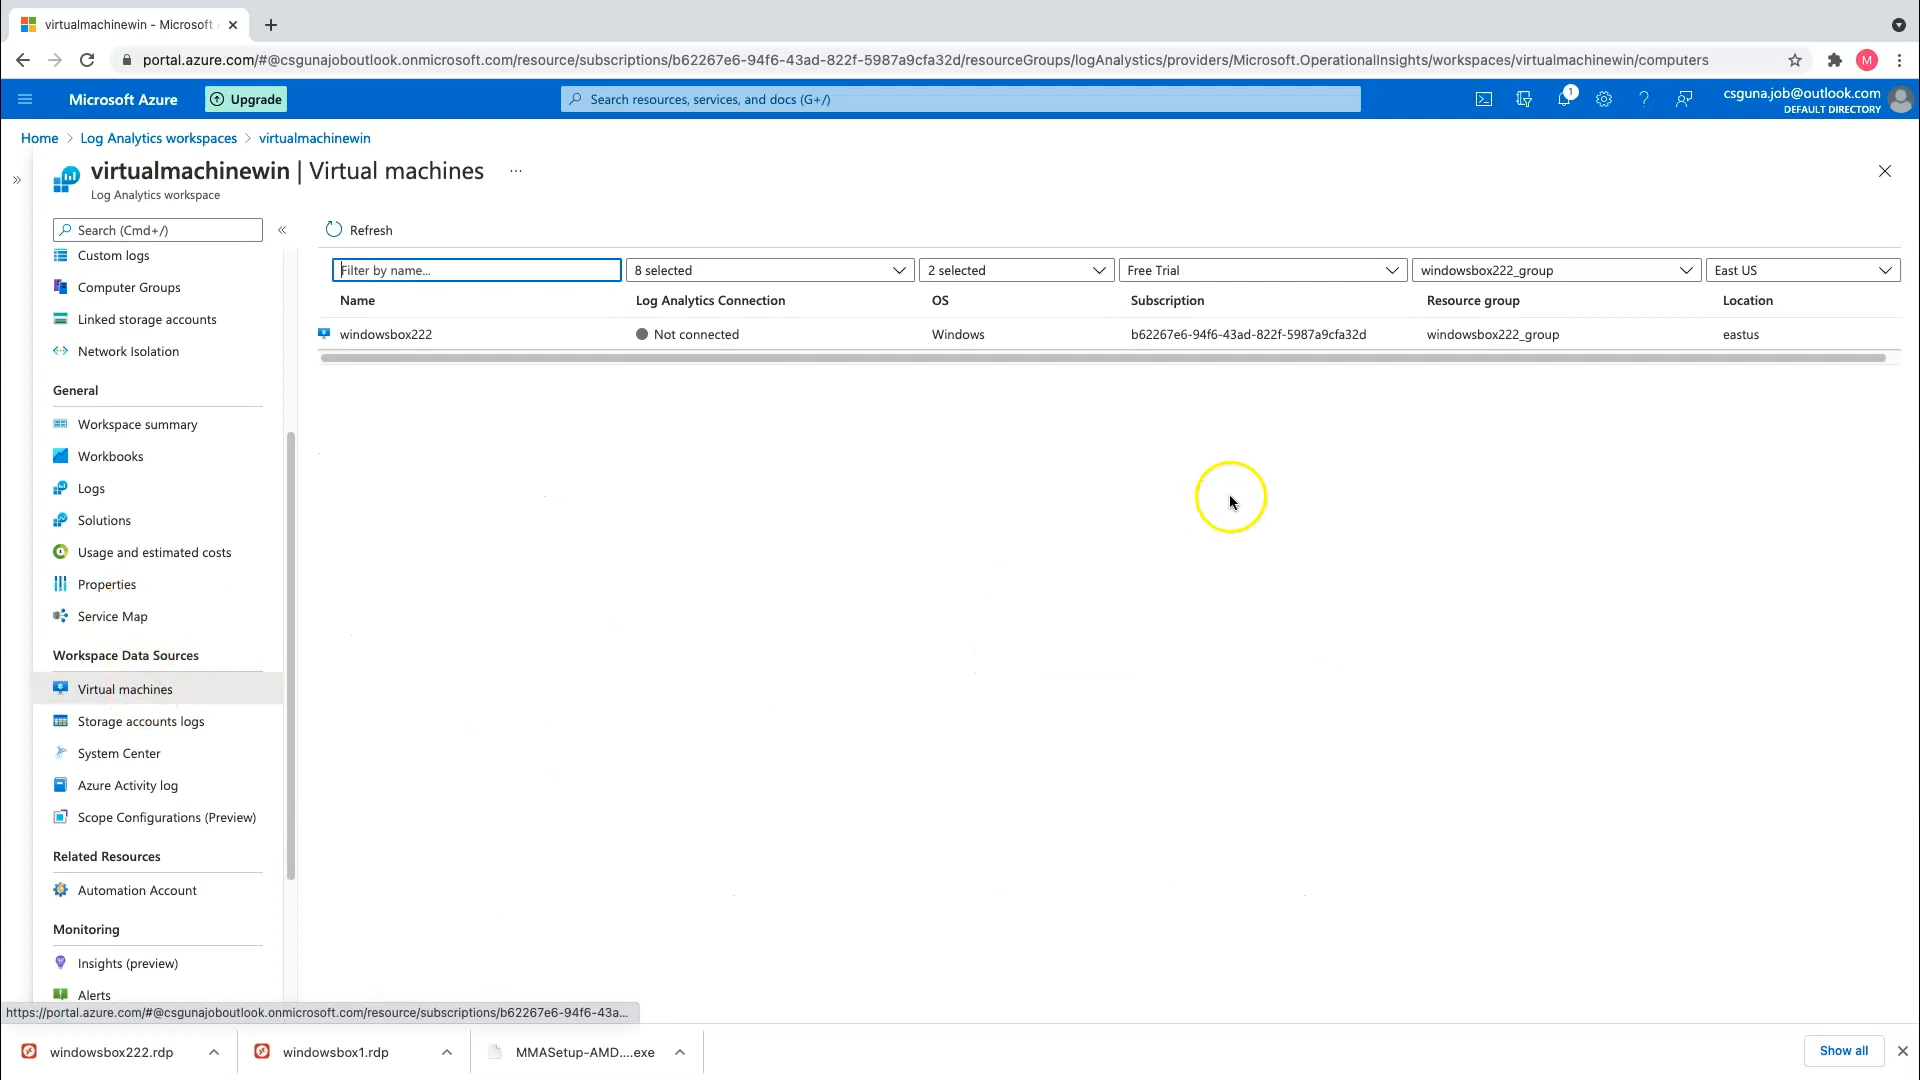 virtualmachinewin - Microsoft
portal.azure.com/#@csgunajoboutlook.onmicrosoft.com/resource/subscriptions/b62267e6-94f6-43ad-822f-5987a9cfa32d/resourceGroups/logAnalystics/providers/Microsoft.OperationalInsights/workspaces/virtualmachinewin/computers
M
Microsoft Azure
Upgrade
Search resources, services, and docs (G+/)
1
csguna.job@outlook.com
DEFAULT DIRECTORY
Home > Log Analytics workspaces > virtualmachinewin
virtualmachinewin | Virtual machines ...
Log Analytics workspace
Search (Cmd+/)
Custom logs
Computer Groups
Linked storage accounts
Network Isolation
General
Workspace summary
Workbooks
Logs
Solutions
Usage and estimated costs
Properties
Service Map
Workspace Data Sources
Virtual machines
Storage accounts logs
System Center
Azure Activity log
Scope Configurations (Preview)
Related Resources
Automation Account
Monitoring
Insights (preview)
Alerts
Refresh
Filter by name... 8 selected 2 selected Free Trial windowsbox222_group East US
Name Log Analytics Connection OS Subscription Resource group Location
windowsbox222 Not connected Windows b62267e6-94f6-43ad-822f-5987a9cfa32d windowsbox222_group eastus
https://portal.azure.com/#@csgunajoboutlook.onmicrosoft.com/resource/subscriptions/b62267e6-94f6-43a...
windowsbox222.rdp windowsbox1.rdp MMASetup-AMD....exe Show all